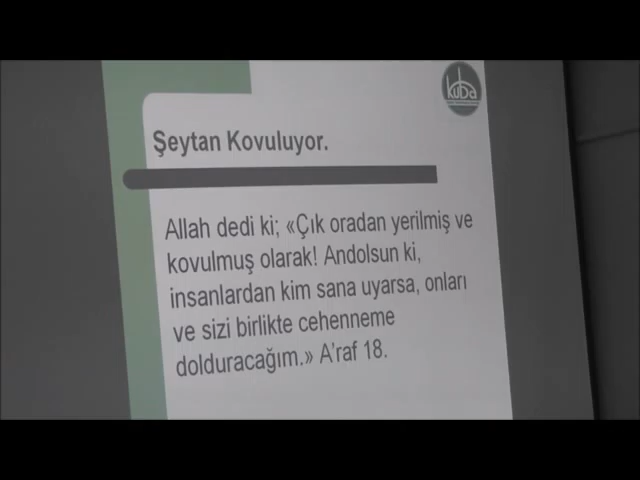 kuba
Şeytan Kovuluyor.
Allah dedi ki; «Çık oradan yerilmiş ve
kovulmuş olarak! Andolsun ki,
insanlardan kim sana uyarsa, onları
ve sizi birlikte cehenneme
dolduracağım.» A’raf 18.